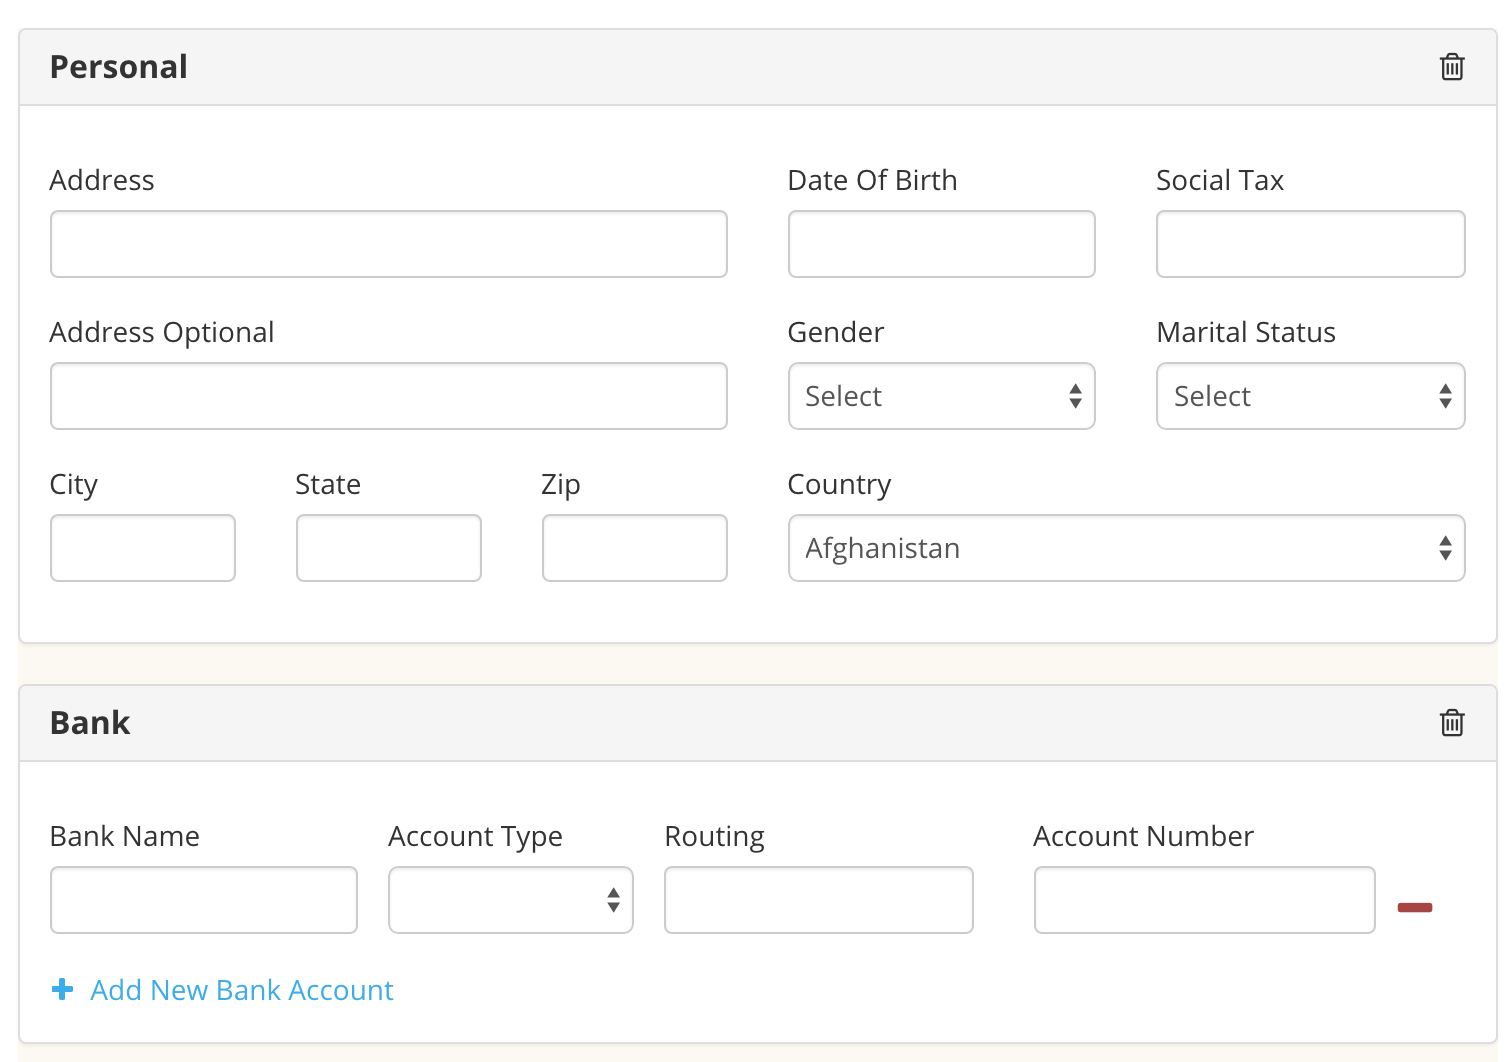 Personal
Address Date Of Birth Social Tax
Address Optional Gender Marital Status
Select Select
City State Zip Country
Afghanistan
Bank
Bank Name Account Type Routing Account Number
Add New Bank Account